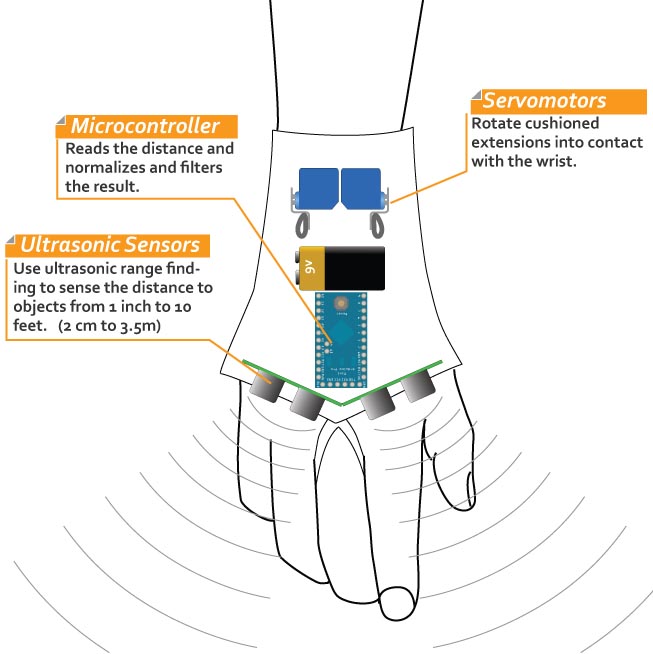 Servomotors
Rotate cushioned
extensions into contact
with the wrist.
Microcontroller
Reads the distance and
normalizes and filters
the result.
Ultrasonic Sensors
Use ultrasonic range find-
ing to sense the distance to
objects from 1 inch to 10
feet.   (2 cm to 3.5m)
9V